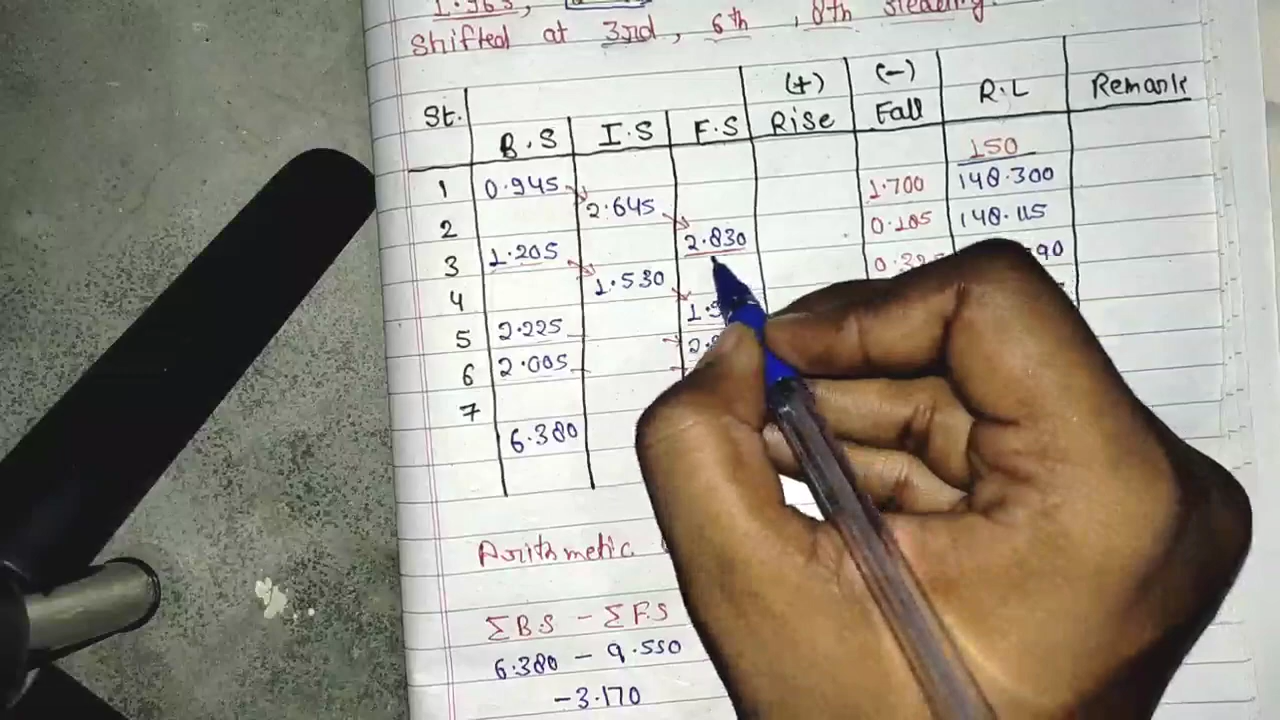 Shifted at 3rd, 6th, 8th
(+) (-)
St. B.S I.S F.S Rise Fall R.L Remark
150
1 0.945 1.700 148.300
2 2.645 0.185 148.115
3 1.205 2.830
4 1.530
5 2.225
6 2.005
7
6.380
Arithmetic
ΣB.S - ΣF.S
6.380 - 9.550
-3.170